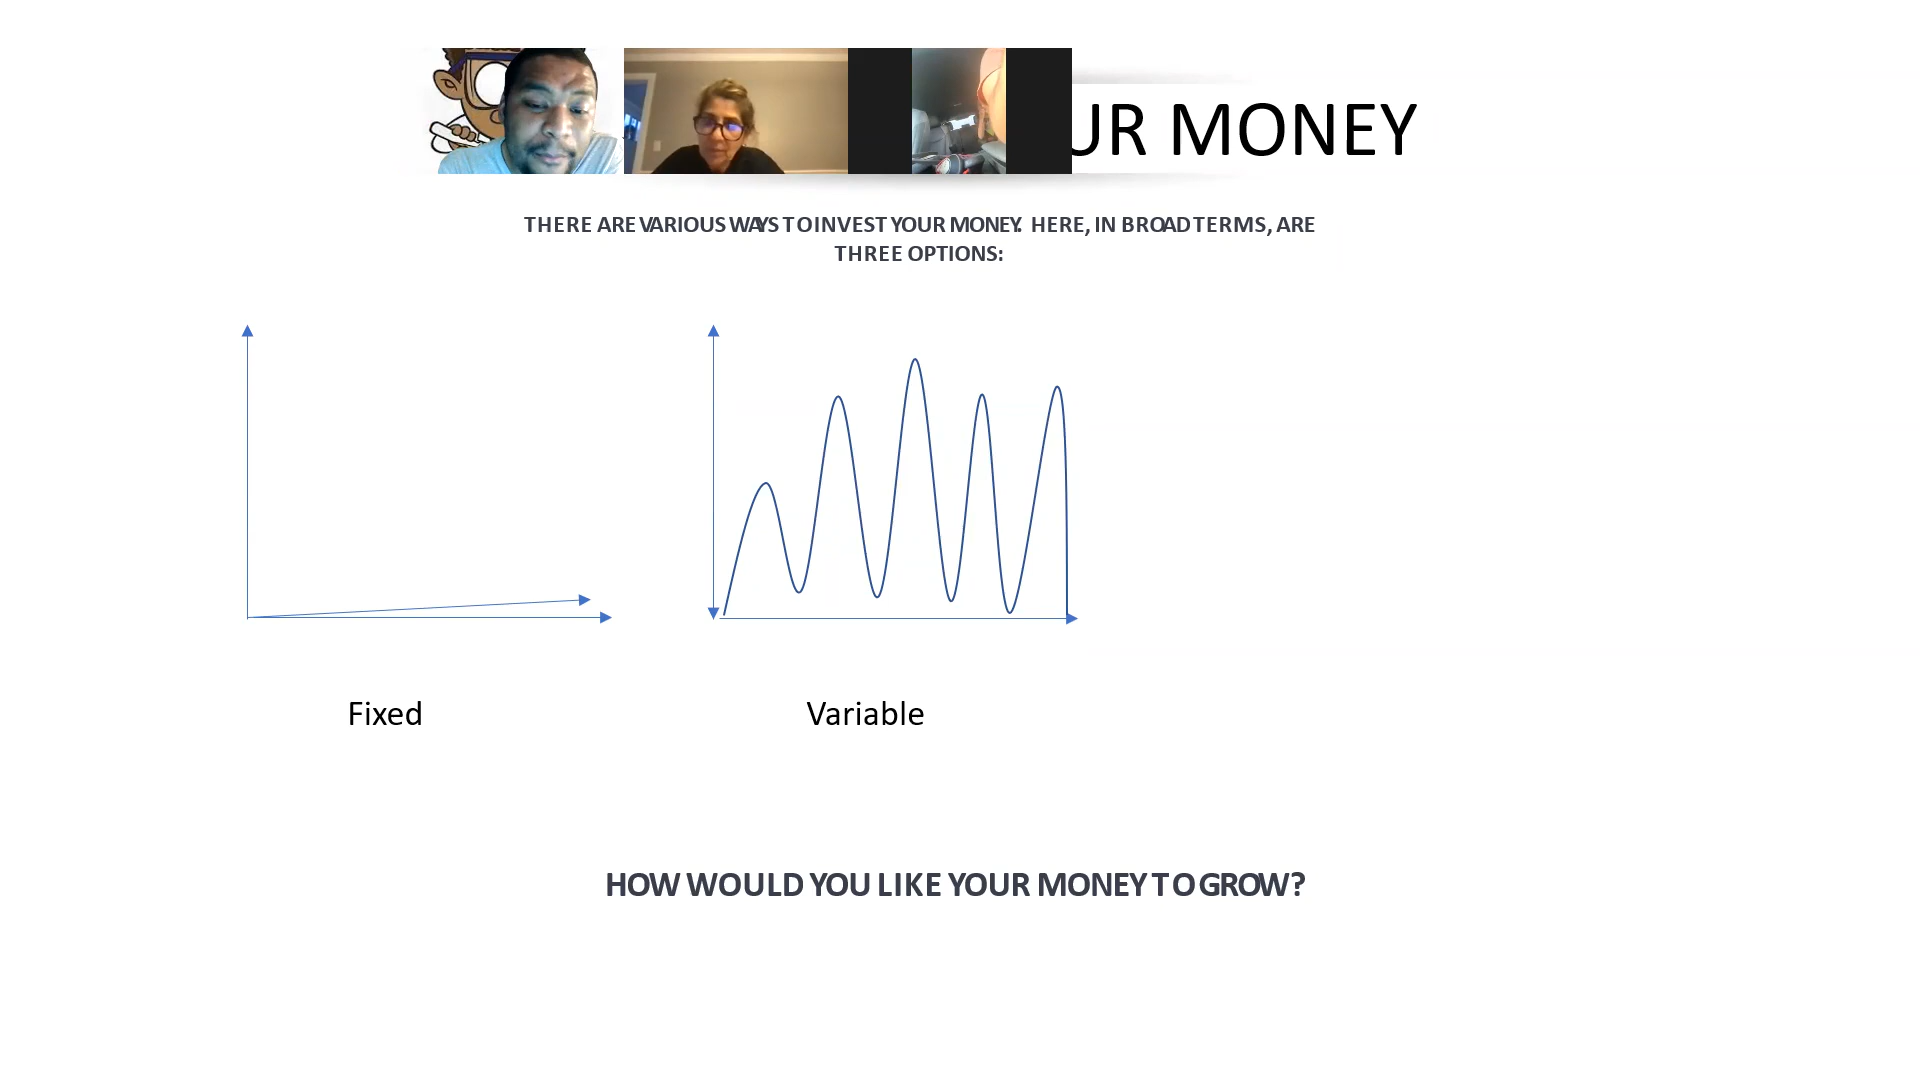 UR MONEY
THERE ARE VARIOUS WAYS TO INVEST YOUR MONEY. HERE, IN BROAD TERMS, ARE
THREE OPTIONS:
Fixed
Variable
HOW WOULD YOU LIKE YOUR MONEY TO GROW?